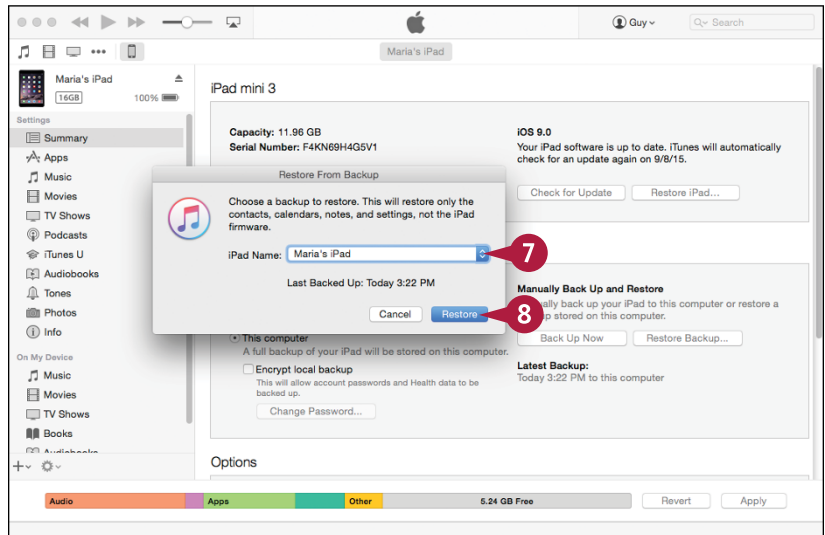 Guy
Search
Maria's iPad
Maria's iPad
16GB 100%
Settings
Summary
Apps
Music
Movies
TV Shows
Podcasts
iTunes U
Audiobooks
Tones
Photos
Info
On My Device
Music
Movies
TV Shows
Books
iPad mini 3
Capacity: 11.96 GB
Serial Number: F4KN69H4G5V1
iOS 9.0
Your iPad software is up to date. iTunes will automatically
check for an update again on 9/8/15.
Check for Update Restore iPad...
Restore From Backup
Choose a backup to restore. This will restore only the
contacts, calendars, notes, and settings, not the iPad
firmware.
iPad Name: Maria's iPad
7
Last Backed Up: Today 3:22 PM
Cancel Restore
8
Manually Back Up and Restore
back up your iPad to this computer or restore a
stored on this computer.
Back Up Now Restore Backup...
Latest Backup:
Today 3:22 PM to this computer
This computer
A full backup of your iPad will be stored on this computer.
Encrypt local backup
This will allow account passwords and Health data to be
backed up.
Change Password...
Options
Audio Apps Other 5.24 GB Free
Revert Apply